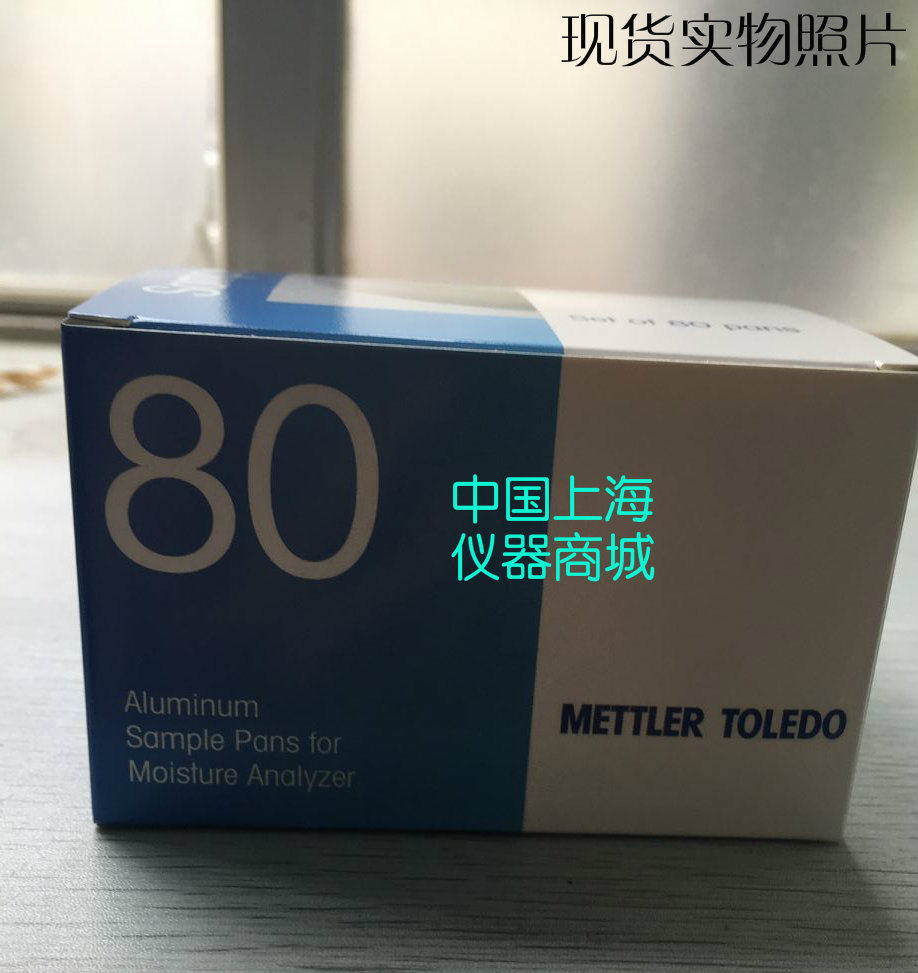 现货实物照片
Set of 80 pans
80
中国上海
仪器商城
Aluminum
Sample Pans for
Moisture Analyzer
METTLER TOLEDO